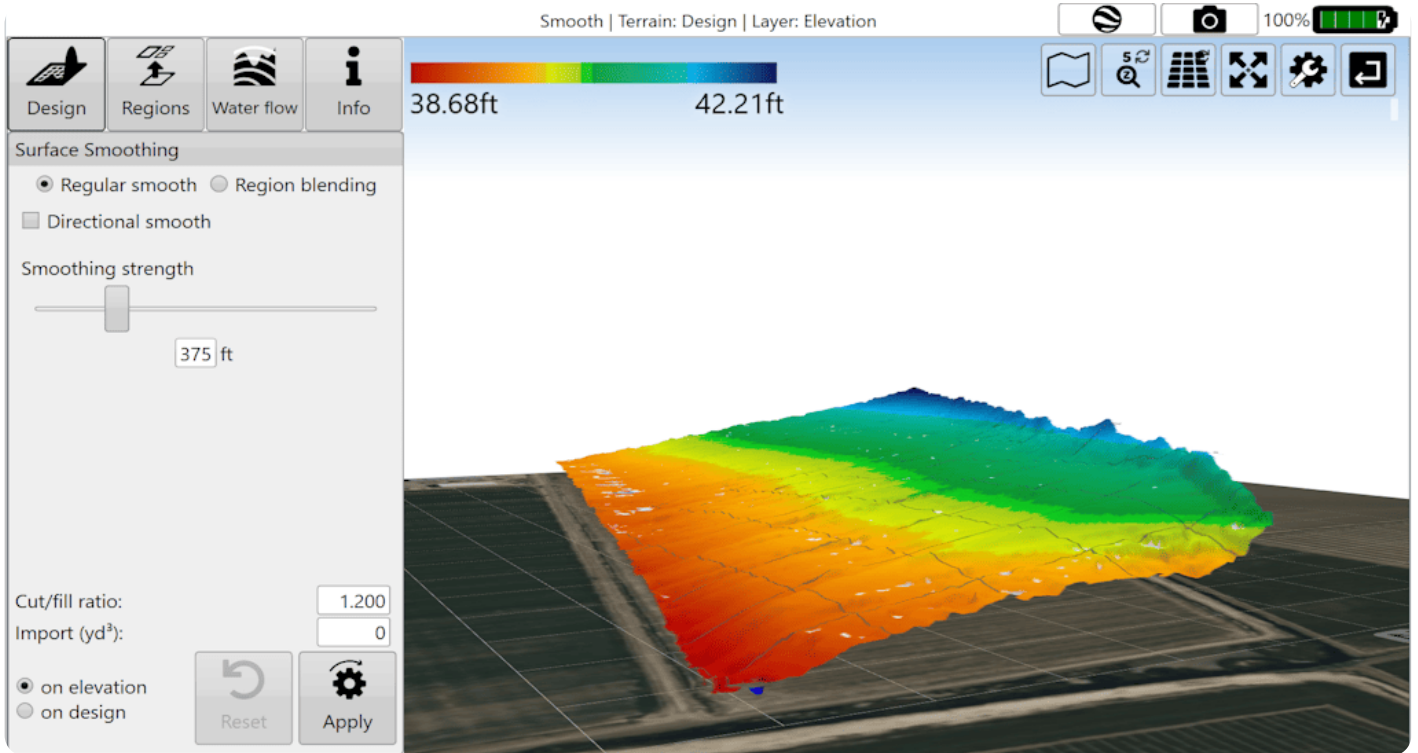 Smooth | Terrain: Design | Layer: Elevation
100%
Design
Regions
Water flow
Info
38.68ft
42.21ft
5
Z
Surface Smoothing
Regular smooth
Region blending
Directional smooth
Smoothing strength
375 ft
Cut/fill ratio: 1.200
Import (yd³): 0
on elevation
on design
Reset
Apply